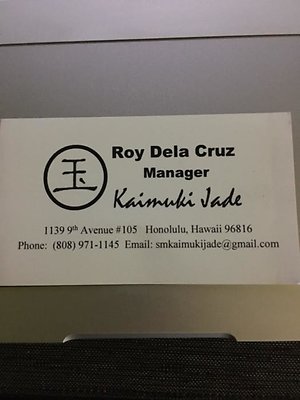 玉
Roy Dela Cruz
Manager
Kaimuki Jade
1139 9th Avenue #105 Honolulu, Hawaii 96816
Phone: (808) 971-1145 Email: smkaimukijade@gmail.com